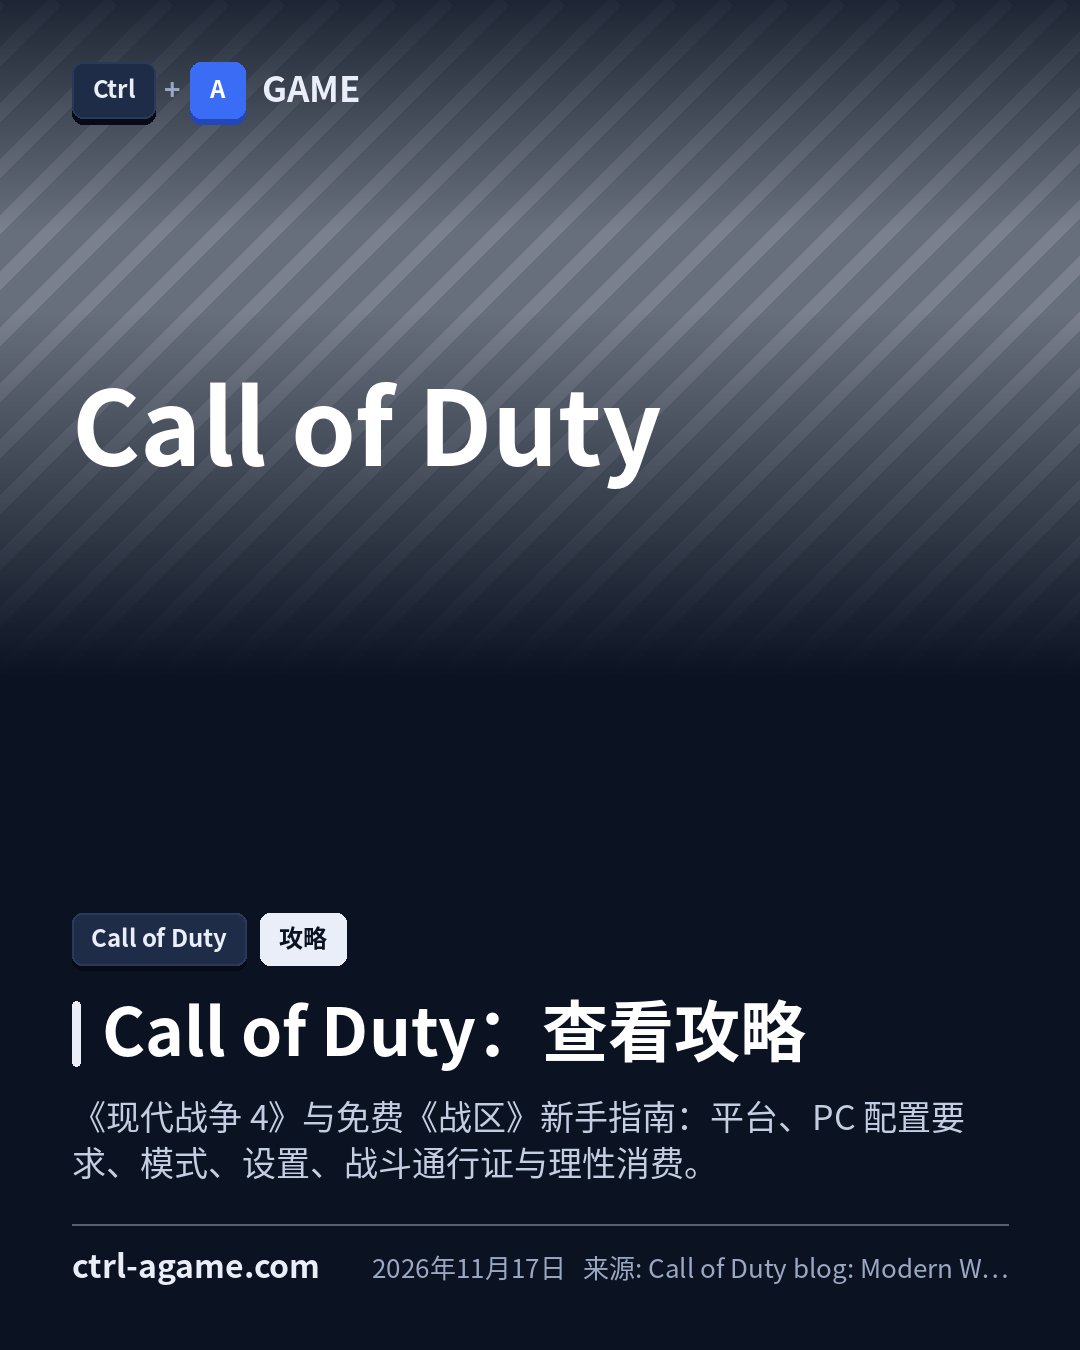 Ctrl + A GAME
Call of Duty
Call of Duty 攻略
Call of Duty：查看攻略
《现代战争 4》与免费《战区》新手指南：平台、PC 配置要
求、模式、设置、战斗通行证与理性消费。
ctrl-agame.com 2026年11月17日 来源: Call of Duty blog: Modern W…